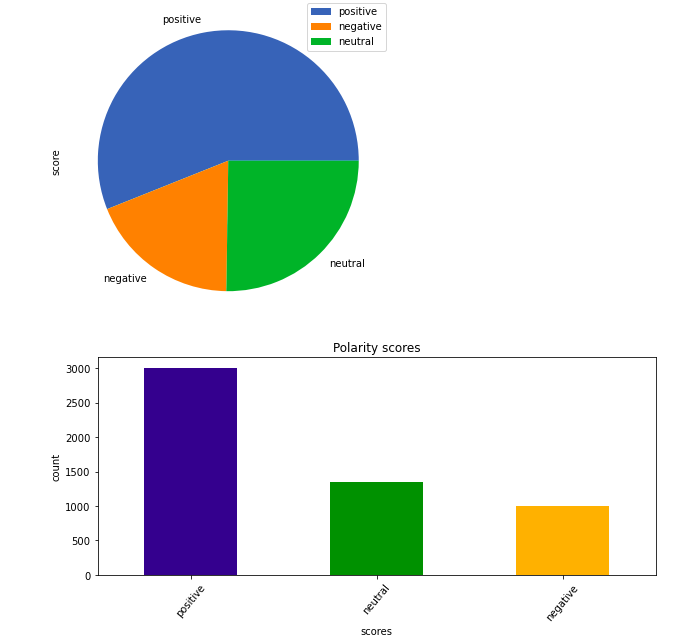 positive
positive
negative
neutral
score
negative
neutral
Polarity scores
3000
2500
2000
1500
1000
500
0
count
positive
neutral
negative
scores